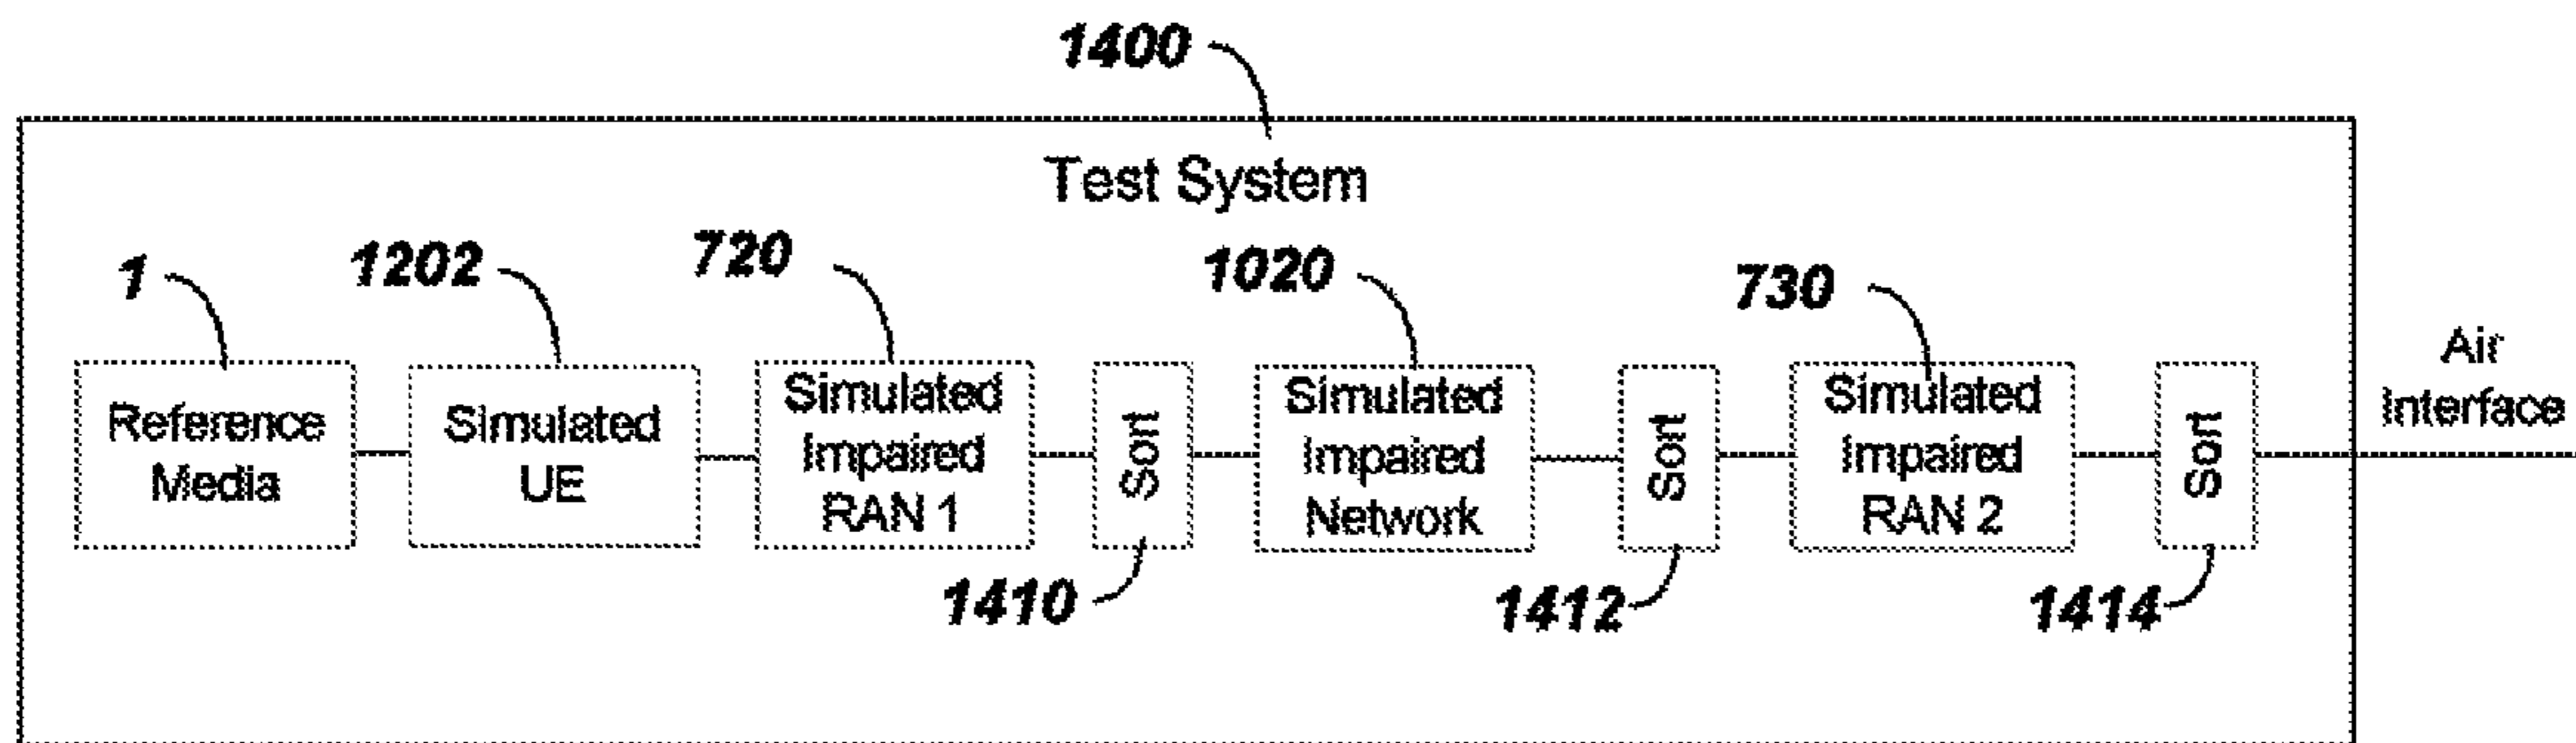 1400
Test System
1
1202
720
1020
730
Reference
Media
Simulated
UE
Simulated
Impaired
RAN 1
Sort
Simulated
Impaired
Network
Sort
Simulated
Impaired
RAN 2
Sort
Air
Interface
1410
1412
1414